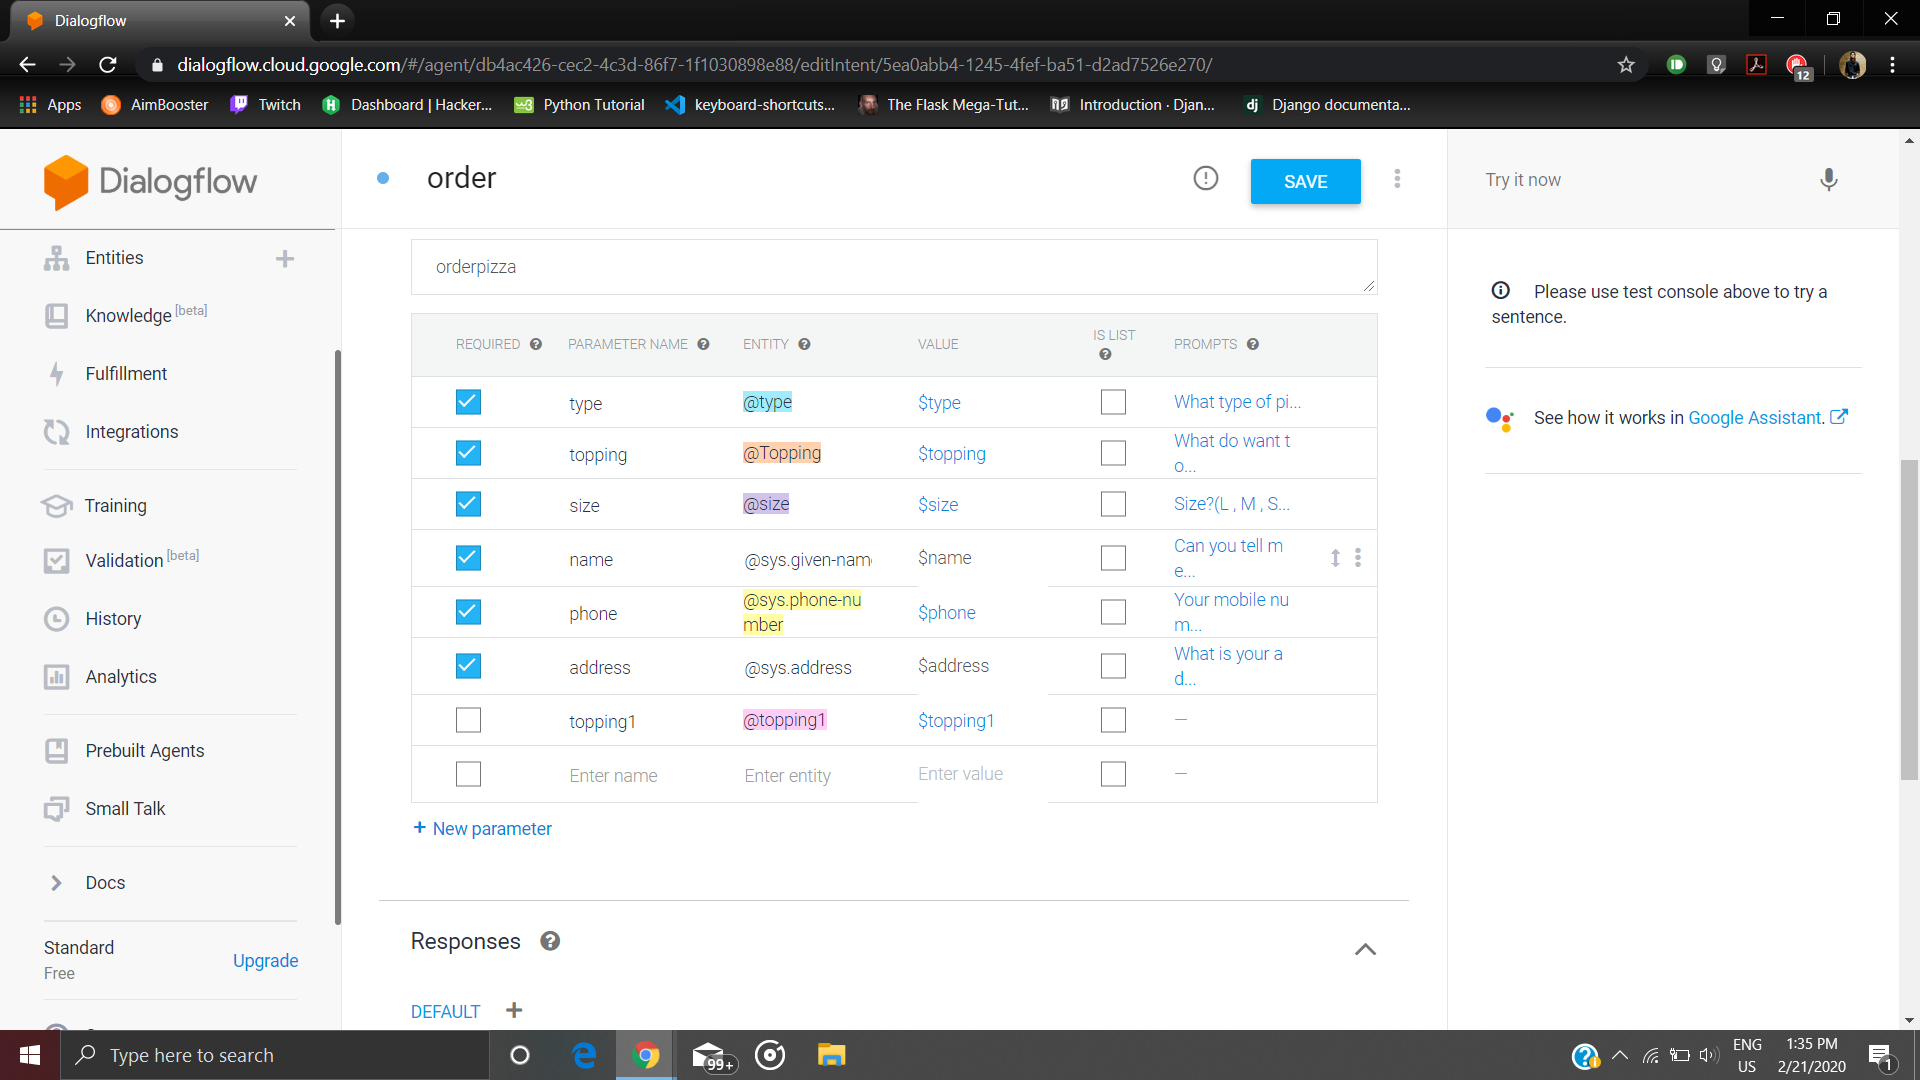 Dialogflow
dialogflow.cloud.google.com/#/agent/db4ac426-cec2-4c3d-86f7-1f1030898e88/editIntent/5ea0abb4-1245-4fef-ba51-d2ad7526e270/
12
Apps
AimBooster
Twitch
Dashboard | Hacker...
Python Tutorial
keyboard-shortcuts...
The Flask Mega-Tut...
Introduction · Djan...
Django documenta...
Dialogflow
order
SAVE
Try it now
Entities
Knowledge [beta]
Fulfillment
Integrations
Training
Validation [beta]
History
Analytics
Prebuilt Agents
Small Talk
Docs
Standard
Free
Upgrade
orderpizza
REQUIRED PARAMETER NAME ENTITY VALUE IS LIST PROMPTS
type @type $type What type of pi...
topping @Topping $topping What do want t
o...
size @size $size Size?(L , M , S...
name @sys.given-nam $name Can you tell m
e...
phone @sys.phone-nu
mber $phone Your mobile nu
m...
address @sys.address $address What is your a
d...
topping1 @topping1 $topping1 —
Enter name Enter entity Enter value —
+ New parameter
Responses
DEFAULT +
Please use test console above to try a
sentence.
See how it works in Google Assistant.
Type here to search
99+
ENG
US
1:35 PM
2/21/2020
1